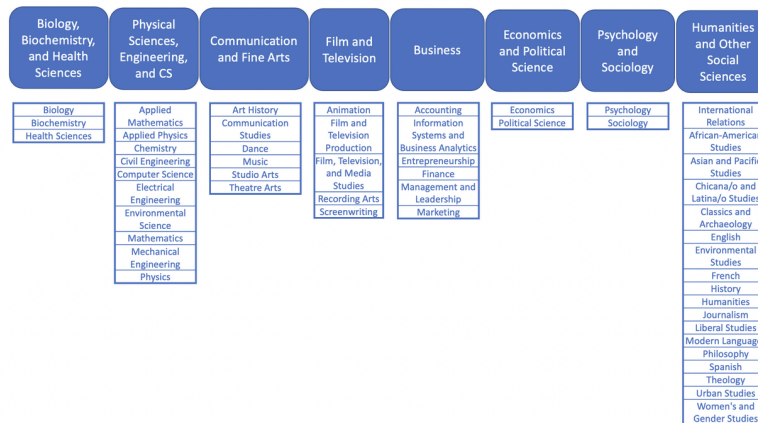 Biology,
Biochemistry,
and Health
Sciences
Physical
Sciences,
Engineering,
and CS
Communication
and Fine Arts
Film and
Television
Business
Economics
and Political
Science
Psychology
and
Sociology
Humanities
and Other
Social
Sciences
Biology
Biochemistry
Health Sciences
Applied
Mathematics
Applied Physics
Chemistry
Civil Engineering
Computer Science
Electrical
Engineering
Environmental
Science
Mathematics
Mechanical
Engineering
Physics
Art History
Communication
Studies
Dance
Music
Studio Arts
Theatre Arts
Animation
Film and
Television
Production
Film, Television,
and Media
Studies
Recording Arts
Screenwriting
Accounting
Information
Systems and
Business Analytics
Entrepreneurship
Finance
Management and
Leadership
Marketing
Economics
Political Science
Psychology
Sociology
International
Relations
African-American
Studies
Asian and Pacific
Studies
Chicana/o and
Latina/o Studies
Classics and
Archaeology
English
Environmental
Studies
French
History
Humanities
Journalism
Liberal Studies
Modern Language
Philosophy
Spanish
Theology
Urban Studies
Women's and
Gender Studies